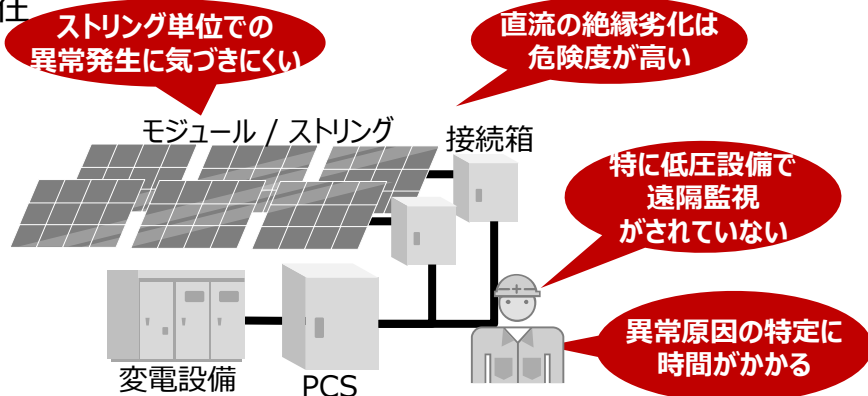 任
ストリング単位での
異常発生に気づきにくい
直流の絶縁劣化は
危険度が高い
モジュール / ストリング
接続箱
特に低圧設備で
遠隔監視
がされていない
異常原因の特定に
時間がかかる
変電設備
PCS